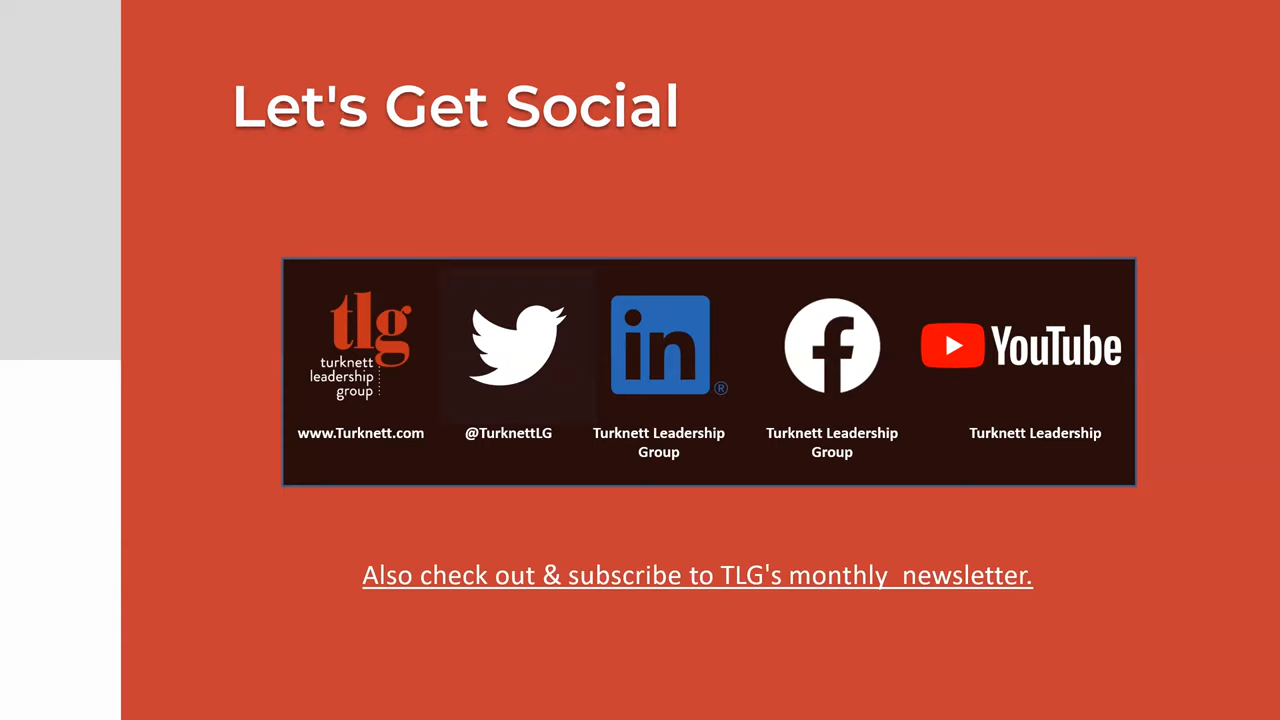 Let's Get Social
tlg
turknett
leadership
group
in
®
f
YouTube
www.Turknett.com
@TurknettLG
Turknett Leadership
Group
Turknett Leadership
Group
Turknett Leadership
Also check out & subscribe to TLG's monthly  newsletter.